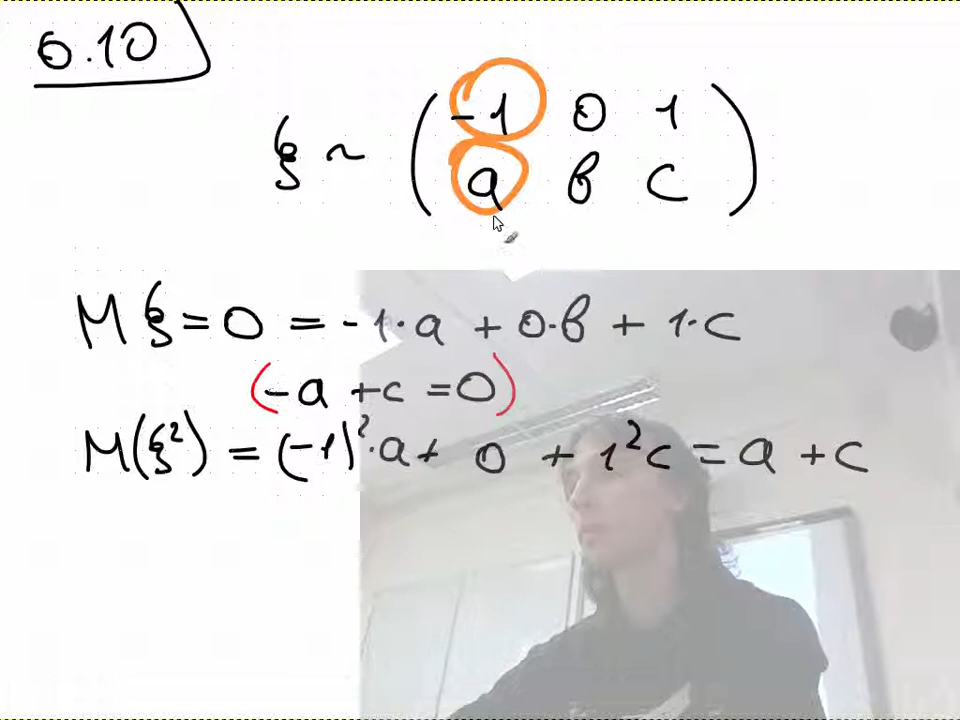 6.10
ξ ~ ( -1 0 1
a b c )
Mξ = 0 = -1·a + 0·b + 1·c
(-a + c = 0)
M(ξ²) = (-1)²·a + 0 + 1²c = a + c